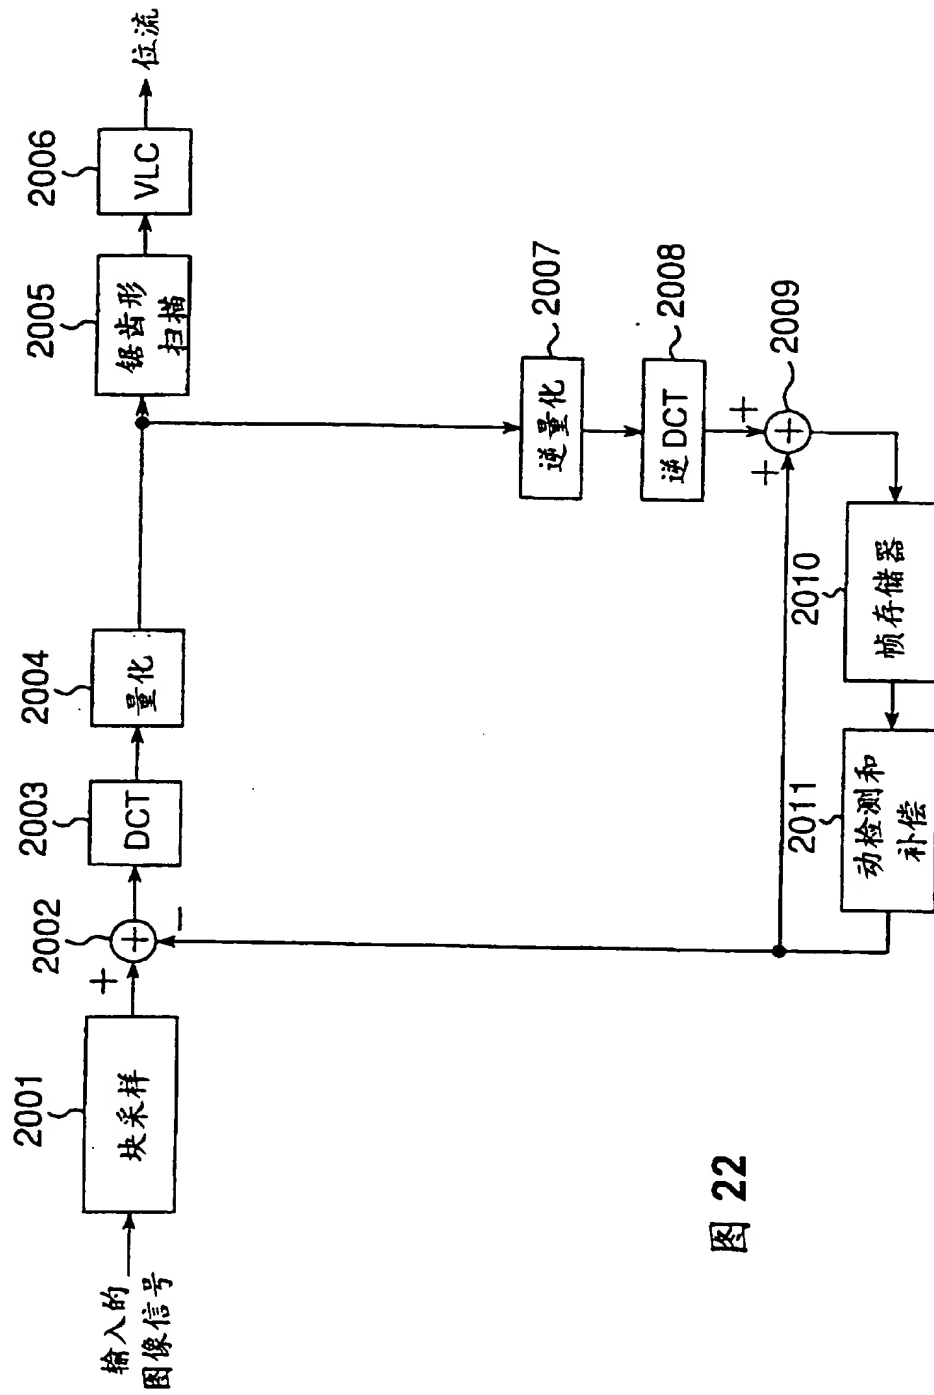 输入的
图像信号
2001
块采样
+
2002
−
2003
DCT
2004
量化
2005
锯齿形
扫描
2006
VLC
位流
2007
逆量化
2008
逆DCT
+
+
2009
2010
帧存储器
2011
动检测和
补偿
图 22